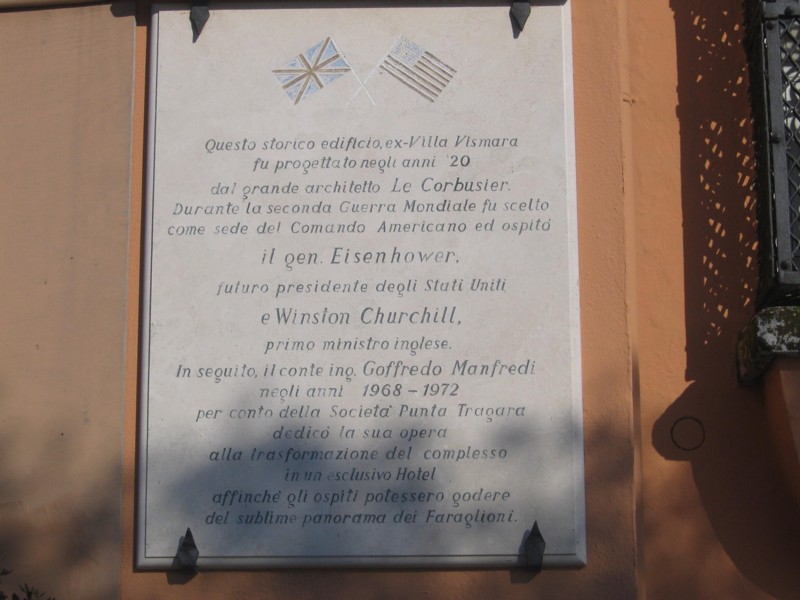 Questo storico edificio, ex-Villa Vismara
fu progettato negli anni '20
dal grande architetto Le Corbusier.
Durante la seconda Guerra Mondiale fu scelto
come sede del Comando Americano ed ospitò
il gen. Eisenhower,
futuro presidente degli Stati Uniti
e Winston Churchill,
primo ministro inglese.
In seguito, il conte ing. Goffredo Manfredi
negli anni 1968 - 1972
per conto della Società Punta Tragara
dedicò la sua opera
alla trasformazione del complesso
in un esclusivo Hotel
affinché gli ospiti potessero godere
del sublime panorama dei Faraglioni.